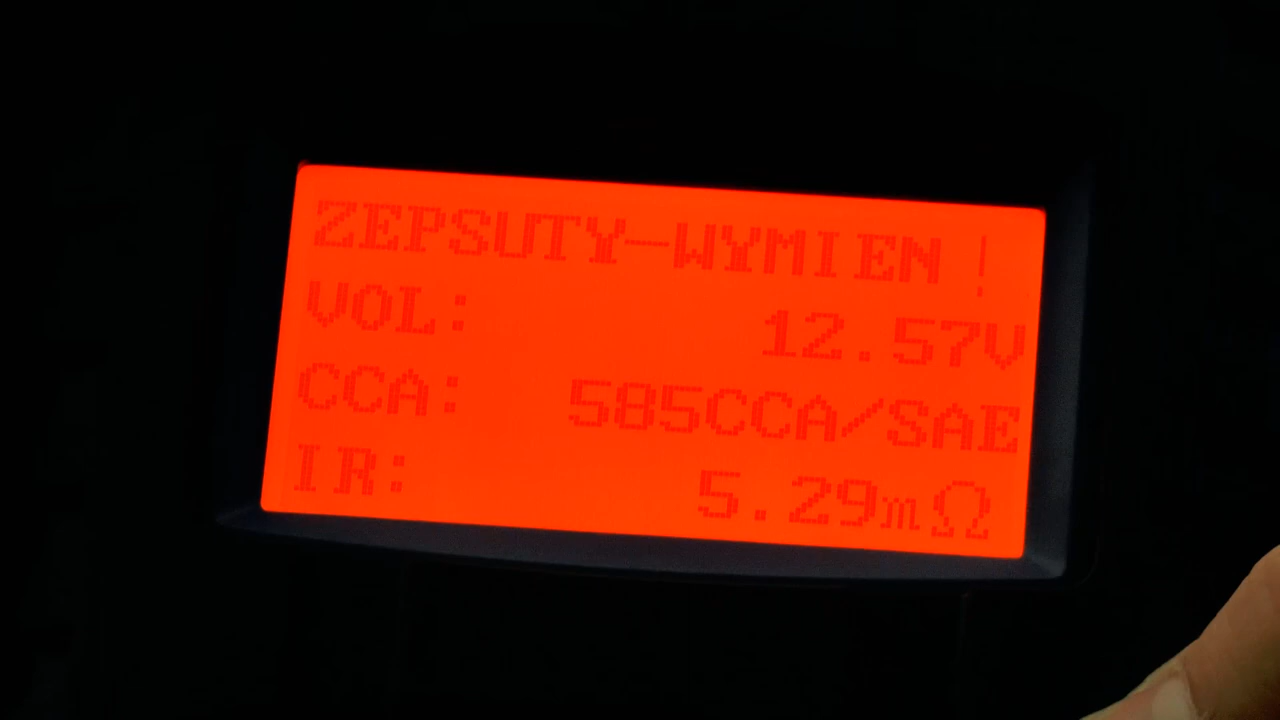 ZEPSUTY-WYMIEN!
VOL: 12.57V
CCA: 585CCA/SAE
IR: 5.29mΩ